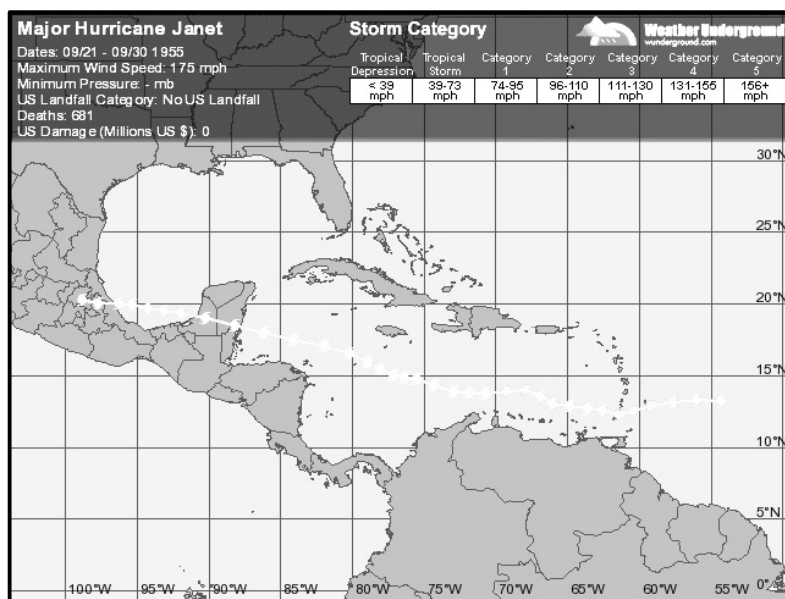 Major Hurricane Janet
Dates: 09/21 - 09/30 1955
Maximum Wind Speed: 175 mph
Minimum Pressure: - mb
US Landfall Category: No US Landfall
Deaths: 681
US Damage (Millions US $): 0
Storm Category
Weather Underground
wunderground.com
Tropical Depression Tropical Storm Category 1 Category 2 Category 3 Category 4 Category 5
< 39 mph 39-73 mph 74-95 mph 96-110 mph 111-130 mph 131-155 mph 156+ mph
30°N
25°N
20°N
15°N
10°N
5°N
0°
100°W 95°W 90°W 85°W 80°W 75°W 70°W 65°W 60°W 55°W